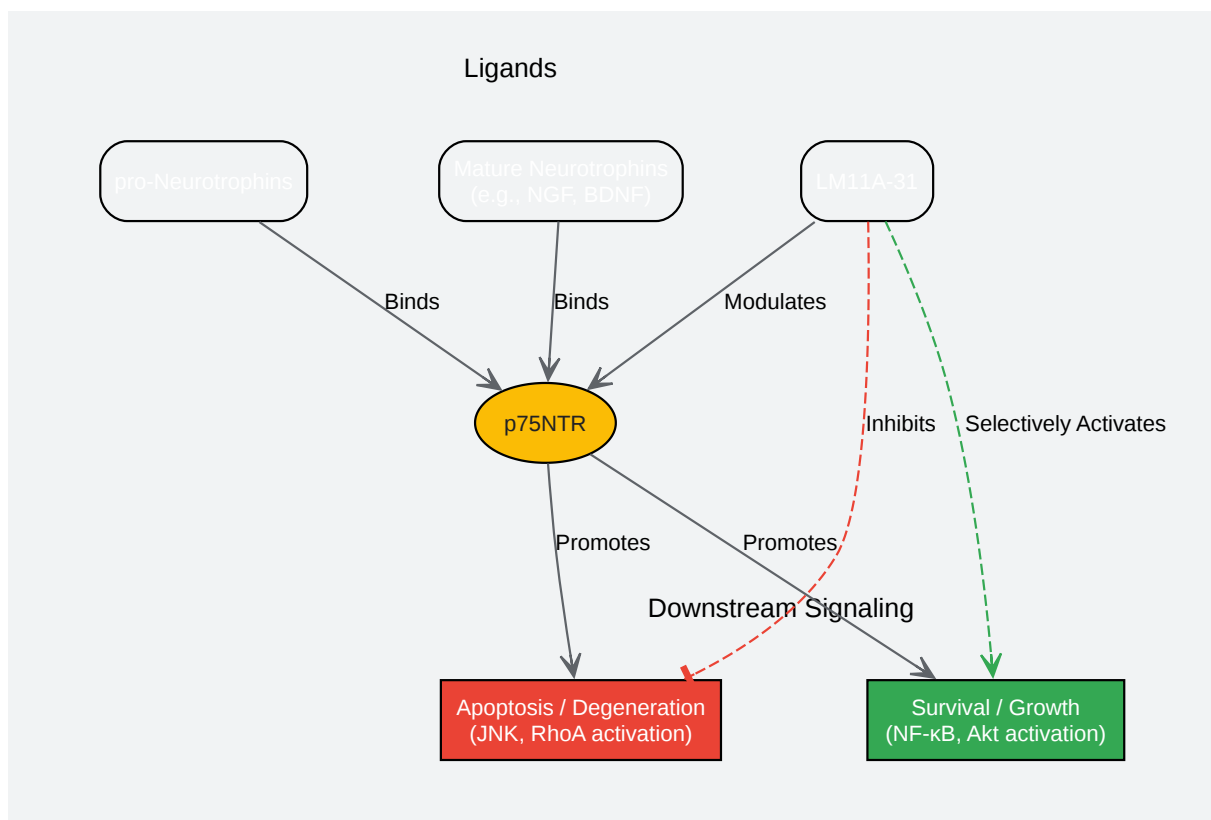 Ligands
pro-Neurotrophins
Mature Neurotrophins
(e.g., NGF, BDNF)
LM11A-31
Binds
Binds
Modulates
p75NTR
Inhibits
Selectively Activates
Promotes
Promotes
Downstream Signaling
Apoptosis / Degeneration
(JNK, RhoA activation)
Survival / Growth
(NF-κB, Akt activation)